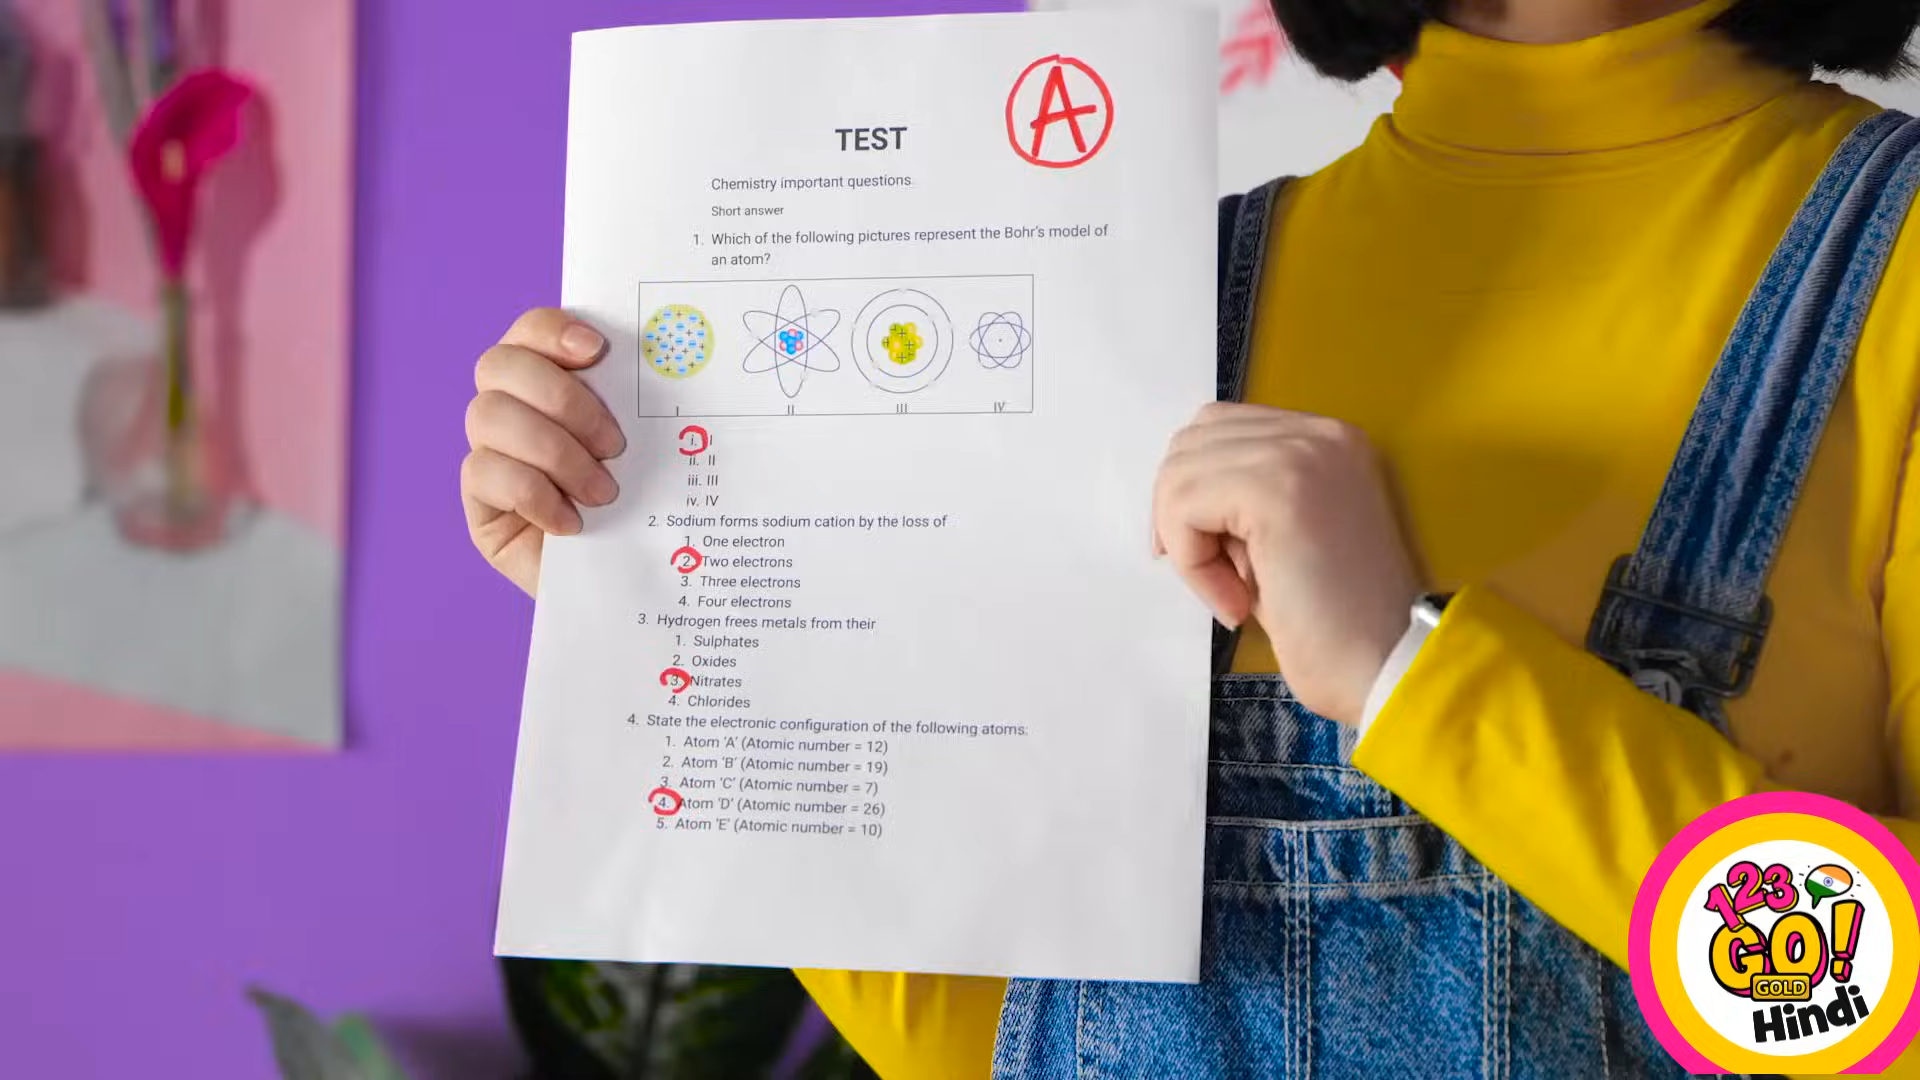 A
TEST
Chemistry important questions
Short answer
1. Which of the following pictures represent the Bohr's model of
an atom?
I II III IV
i. I
ii. II
iii. III
iv. IV
2. Sodium forms sodium cation by the loss of
1. One electron
2. Two electrons
3. Three electrons
4. Four electrons
3. Hydrogen frees metals from their
1. Sulphates
2. Oxides
3. Nitrates
4. Chlorides
4. State the electronic configuration of the following atoms:
1. Atom 'A' (Atomic number = 12)
2. Atom 'B' (Atomic number = 19)
3. Atom 'C' (Atomic number = 7)
4. Atom 'D' (Atomic number = 26)
5. Atom 'E' (Atomic number = 10)
123
GO!
GOLD
Hindi